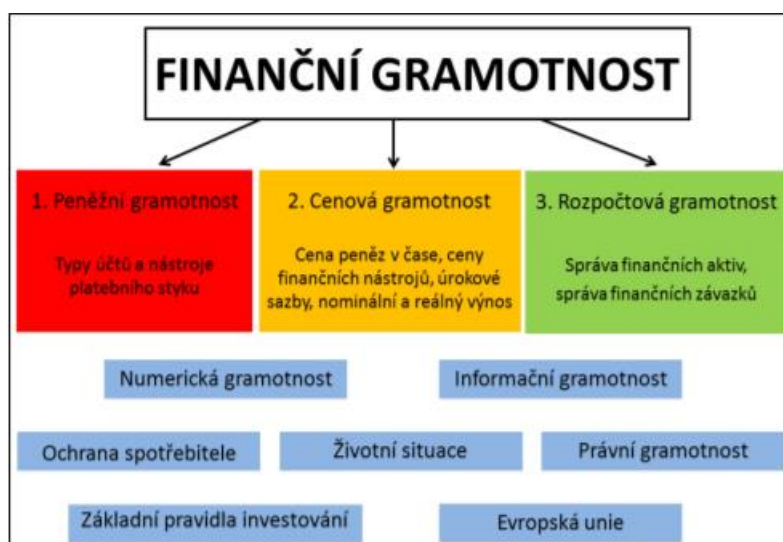 FINANČNÍ GRAMOTNOST
1. Peněžní gramotnost
Typy účtů a nástroje
platebního styku
2. Cenová gramotnost
Cena peněz v čase, ceny
finančních nástrojů, úrokové
sazby, nominální a reálný výnos
3. Rozpočtová gramotnost
Správa finančních aktiv,
správa finančních závazků
Numerická gramotnost
Informační gramotnost
Ochrana spotřebitele
Životní situace
Právní gramotnost
Základní pravidla investování
Evropská unie